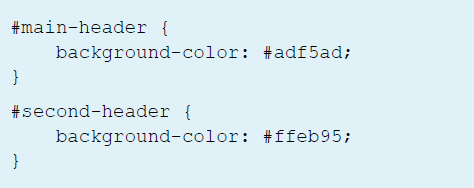 #main-header {
    background-color: #adf5ad;
}
#second-header {
    background-color: #ffeb95;
}